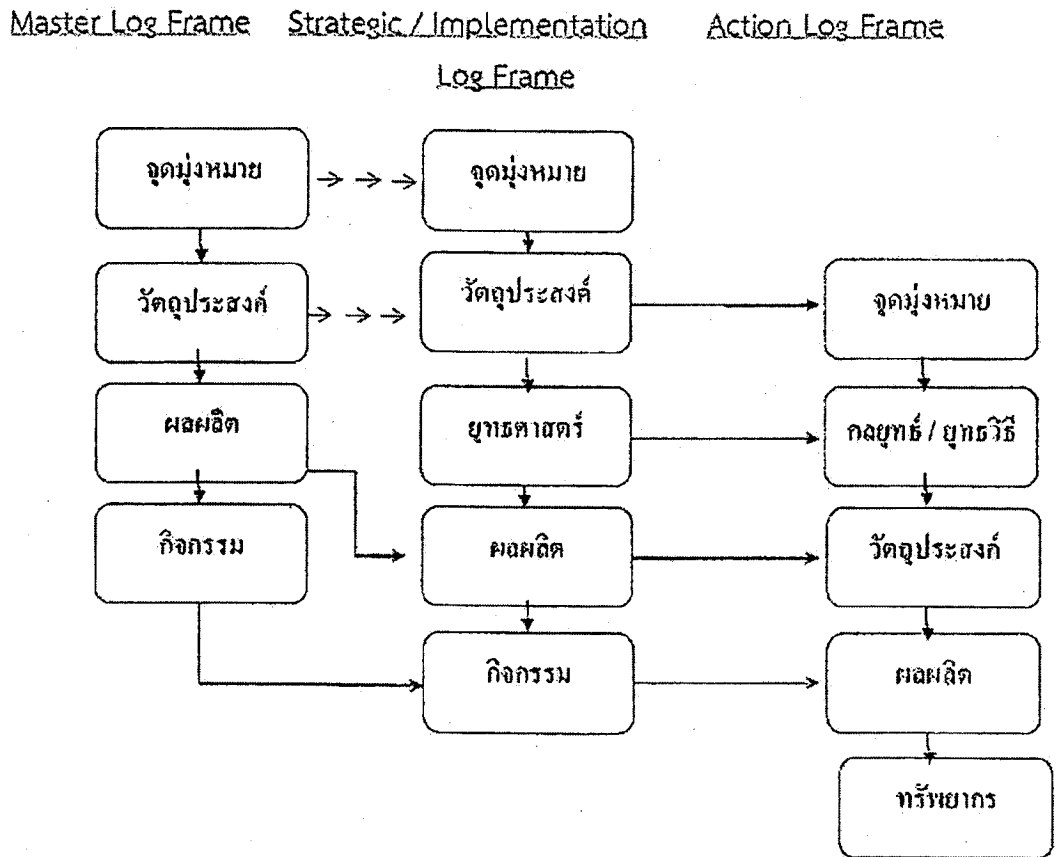 Master Log Frame
Strategic / Implementation
Log Frame
Action Log Frame
จุดมุ่งหมาย
วัตถุประสงค์
ผลผลิต
กิจกรรม
จุดมุ่งหมาย
วัตถุประสงค์
ยุทธศาสตร์
ผลผลิต
กิจกรรม
จุดมุ่งหมาย
กลยุทธ์ / ยุทธวิธี
วัตถุประสงค์
ผลผลิต
ทรัพยากร